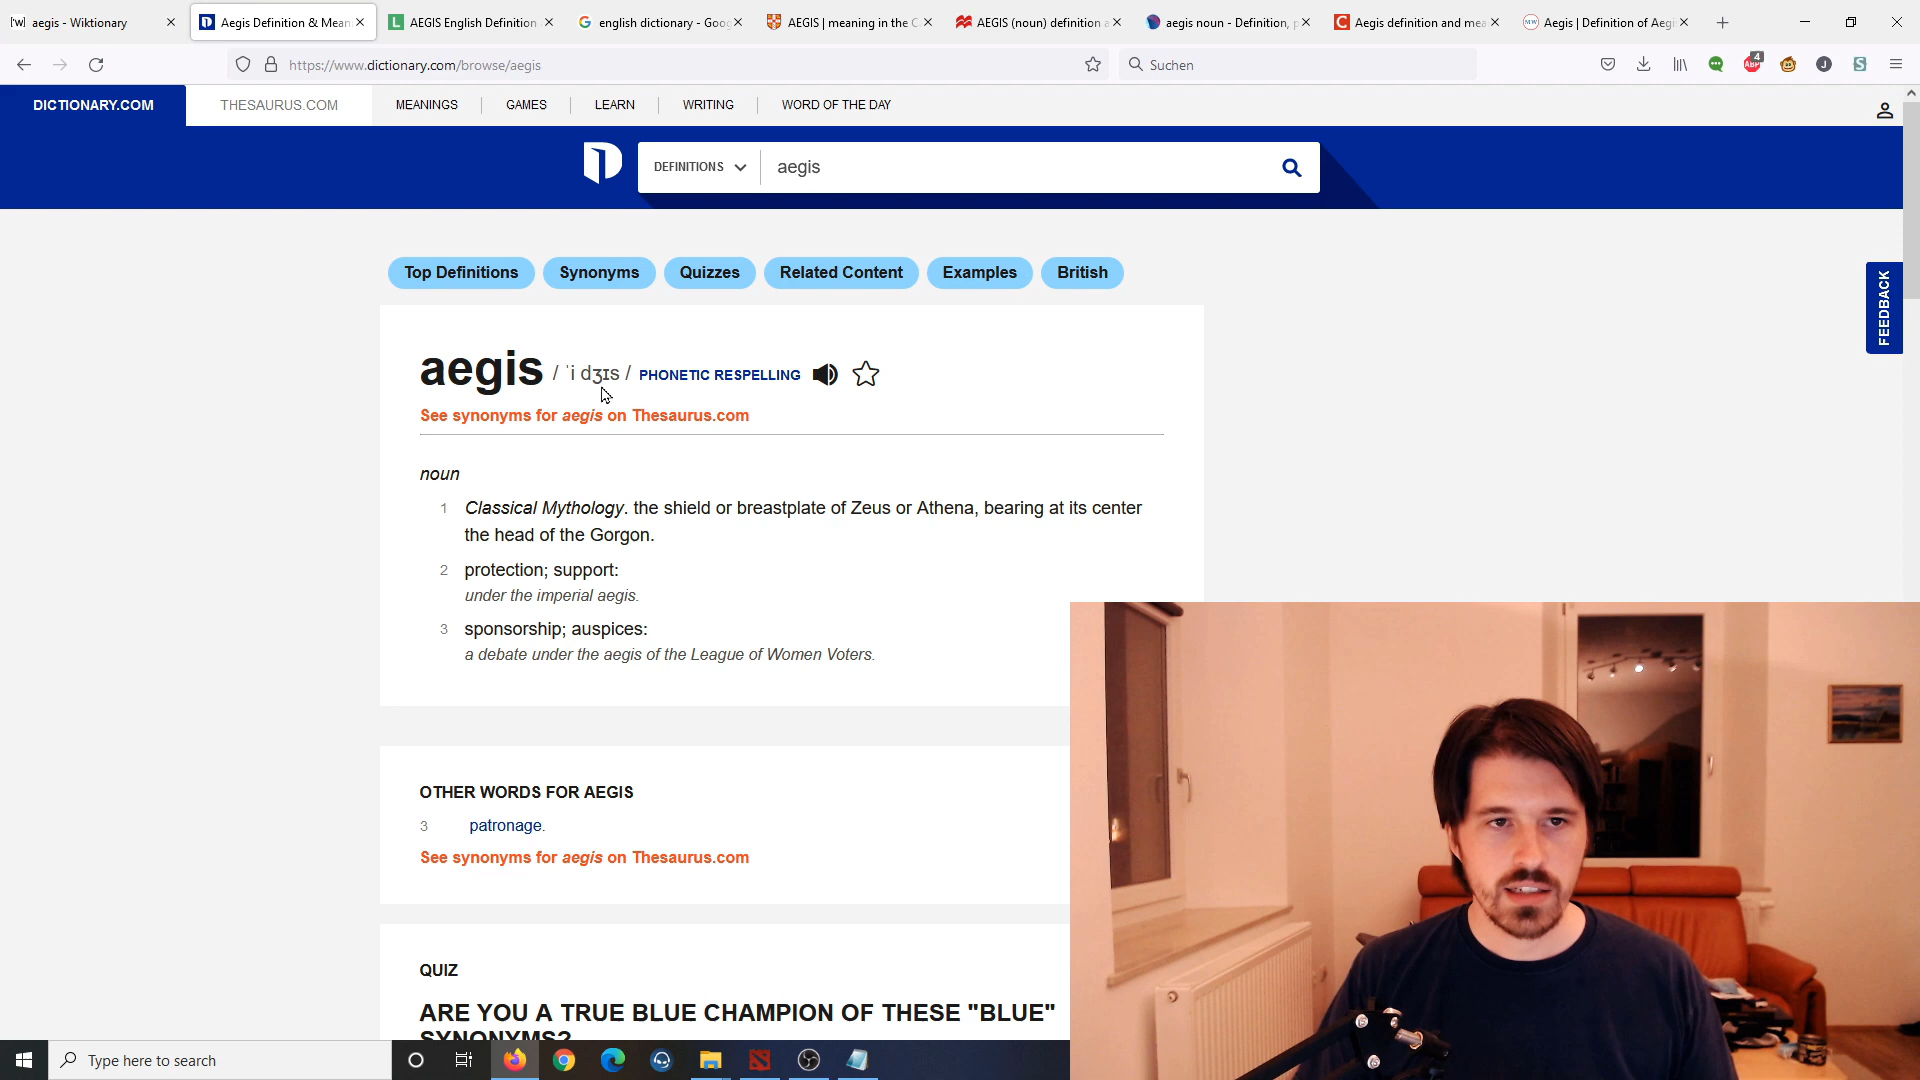 aegis - Wiktionary
Aegis Definition & Mean
AEGIS English Definition
english dictionary - Goog
AEGIS | meaning in the C
AEGIS (noun) definition a
aegis noun - Definition, p
Aegis definition and mea
Aegis | Definition of Aegi
https://www.dictionary.com/browse/aegis
Suchen
4
DICTIONARY.COM
THESAURUS.COM
MEANINGS
GAMES
LEARN
WRITING
WORD OF THE DAY
DEFINITIONS
aegis
Top Definitions
Synonyms
Quizzes
Related Content
Examples
British
FEEDBACK
aegis / ˈi dʒɪs / PHONETIC RESPELLING
See synonyms for aegis on Thesaurus.com
noun
1 Classical Mythology. the shield or breastplate of Zeus or Athena, bearing at its center
the head of the Gorgon.
2 protection; support:
under the imperial aegis.
3 sponsorship; auspices:
a debate under the aegis of the League of Women Voters.
OTHER WORDS FOR AEGIS
3 patronage.
See synonyms for aegis on Thesaurus.com
QUIZ
ARE YOU A TRUE BLUE CHAMPION OF THESE "BLUE"
SYNONYMS?
Type here to search